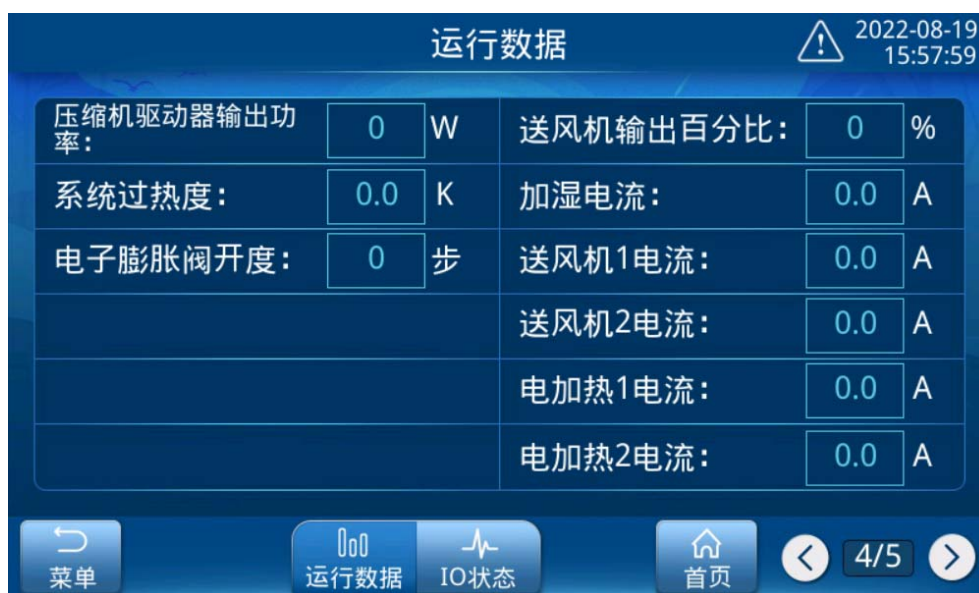 运行数据
2022-08-19
15:57:59
压缩机驱动器输出功
率:
0 W
送风机输出百分比: 0 %
系统过热度: 0.0 K
加湿电流: 0.0 A
电子膨胀阀开度: 0 步
送风机1电流: 0.0 A
送风机2电流: 0.0 A
电加热1电流: 0.0 A
电加热2电流: 0.0 A
菜单
运行数据
IO状态
首页
4/5